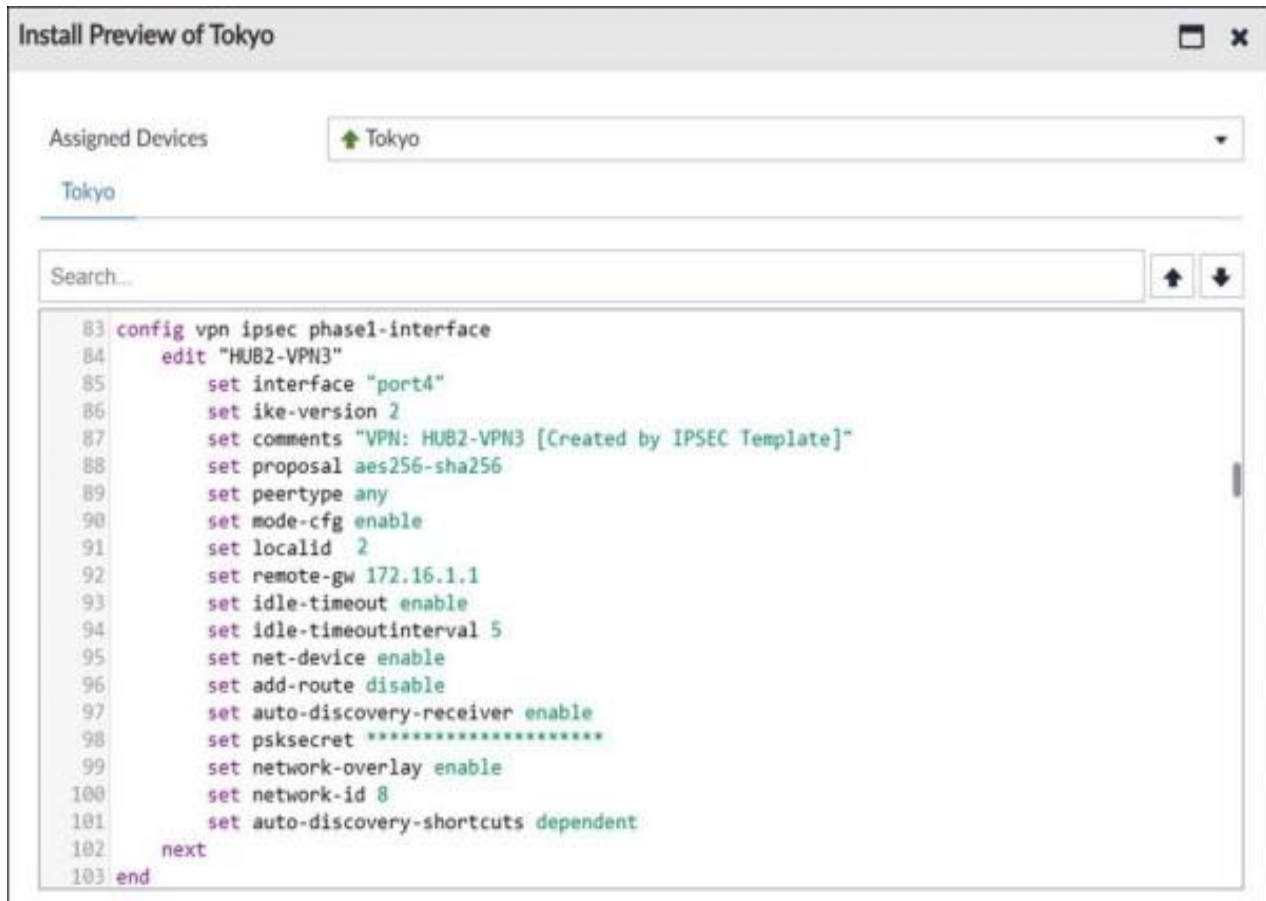 Install Preview of Tokyo
Assigned Devices
Tokyo
Tokyo
Search...
83 config vpn ipsec phase1-interface
84 edit "HUB2-VPN3"
85 set interface "port4"
86 set ike-version 2
87 set comments "VPN: HUB2-VPN3 [Created by IPSEC Template]"
88 set proposal aes256-sha256
89 set peertype any
90 set mode-cfg enable
91 set localid 2
92 set remote-gw 172.16.1.1
93 set idle-timeout enable
94 set idle-timeoutinterval 5
95 set net-device enable
96 set add-route disable
97 set auto-discovery-receiver enable
98 set psksecret *********************
99 set network-overlay enable
100 set network-id 8
101 set auto-discovery-shortcuts dependent
102 next
103 end